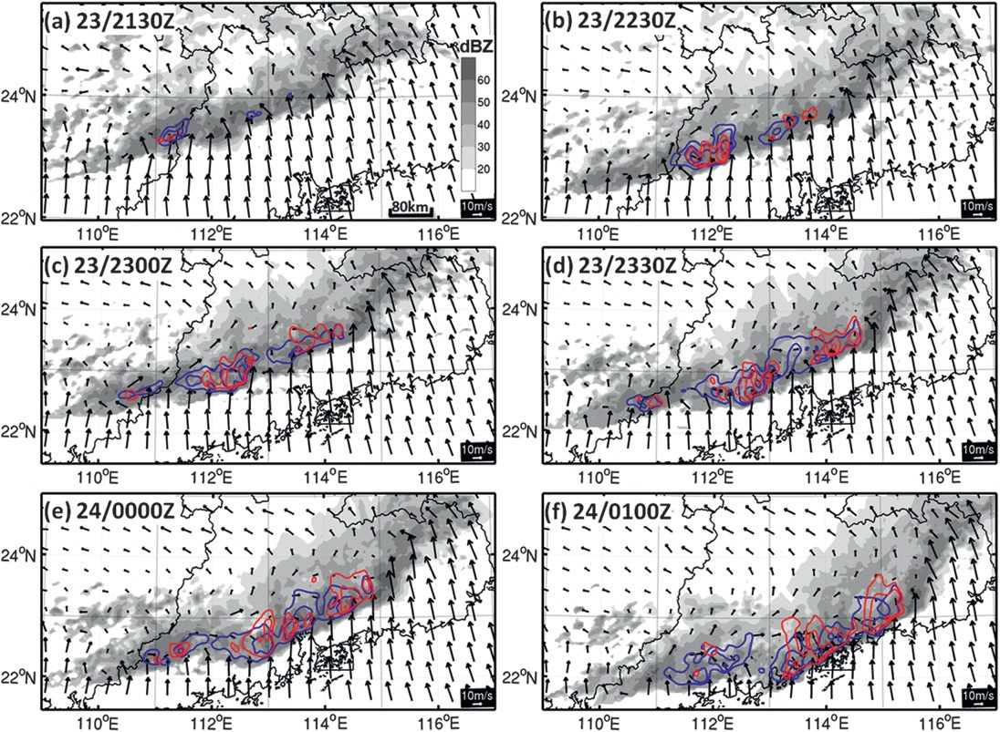 (a) 23/2130Z
dBZ
60
50
40
30
20
24°N
22°N
80km
10m/s
110°E 112°E 114°E 116°E
(b) 23/2230Z
24°N
22°N
10m/s
110°E 112°E 114°E 116°E
(c) 23/2300Z
24°N
22°N
10m/s
110°E 112°E 114°E 116°E
(d) 23/2330Z
24°N
22°N
10m/s
110°E 112°E 114°E 116°E
(e) 24/0000Z
24°N
22°N
10m/s
110°E 112°E 114°E 116°E
(f) 24/0100Z
24°N
22°N
10m/s
110°E 112°E 114°E 116°E